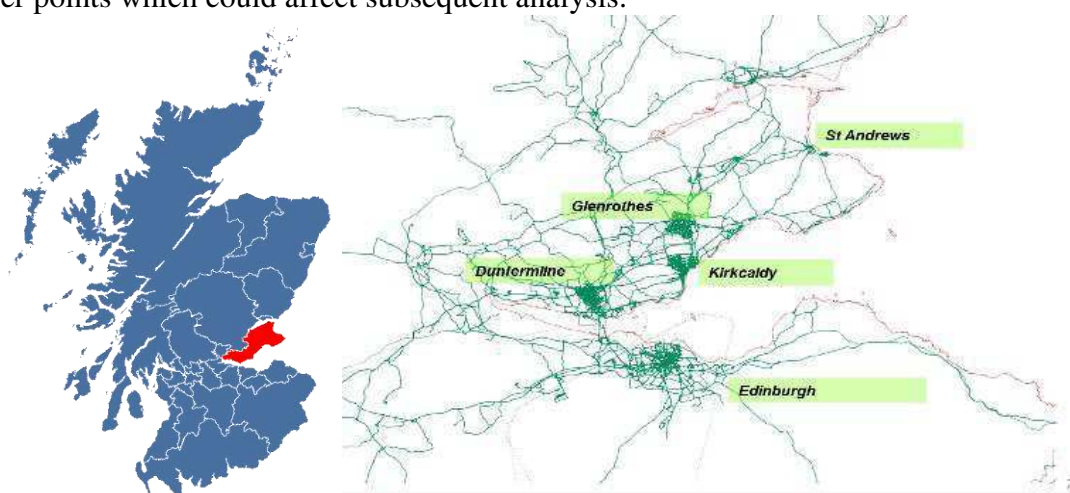 er points which could affect subsequent analysis.
St Andrews
Glenrothes
Dunfermline
Kirkcaldy
Edinburgh